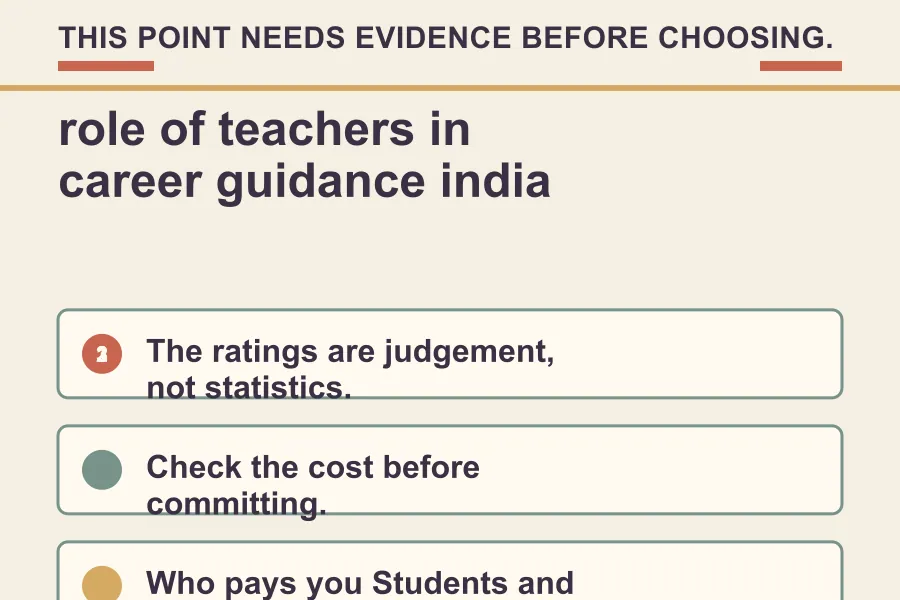 THIS POINT NEEDS EVIDENCE BEFORE CHOOSING.
role of teachers in
career guidance india
The ratings are judgement,
not statistics.
Check the cost before
committing.
Who pays you Students and